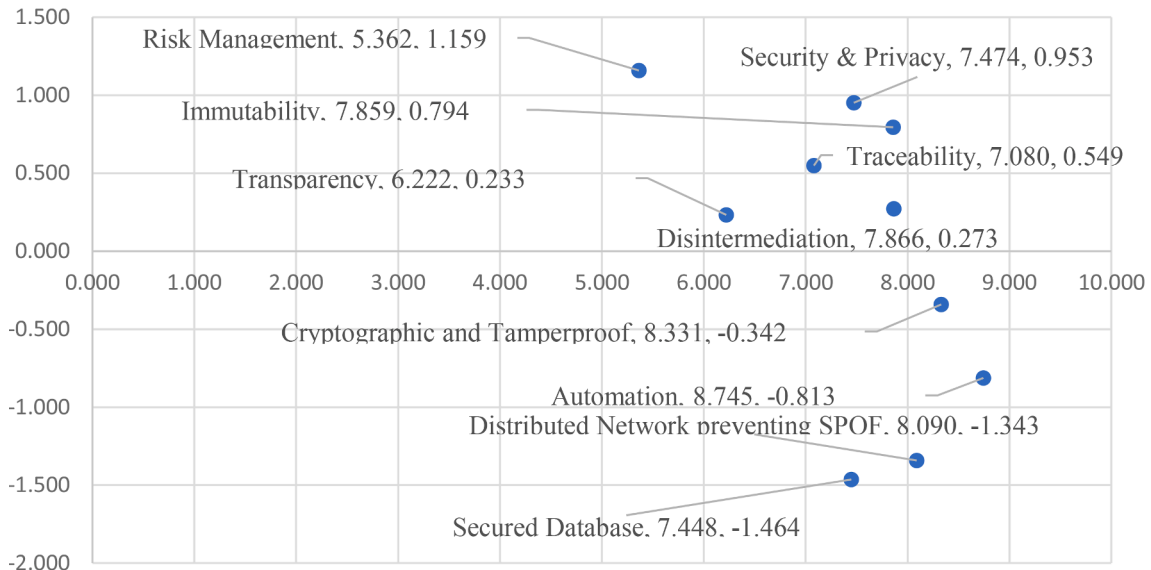 1.500
Risk Management, 5.362, 1.159
Security & Privacy, 7.474, 0.953
1.000
Immutability, 7.859, 0.794
Traceability, 7.080, 0.549
0.500
Transparency, 6.222, 0.233
Disintermediation, 7.866, 0.273
0.000
0.000 1.000 2.000 3.000 4.000 5.000 6.000 7.000 8.000 9.000 10.000
Cryptographic and Tamperproof, 8.331, -0.342
-0.500
Automation, 8.745, -0.813
-1.000
Distributed Network preventing SPOF, 8.090, -1.343
-1.500
Secured Database, 7.448, -1.464
-2.000